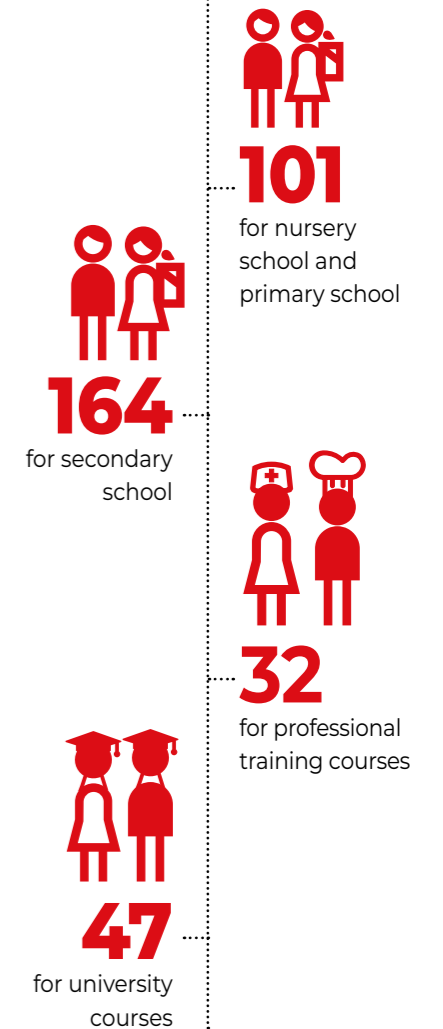 101
for nursery
school and
primary school
164
for secondary
school
32
for professional
training courses
47
for university
courses